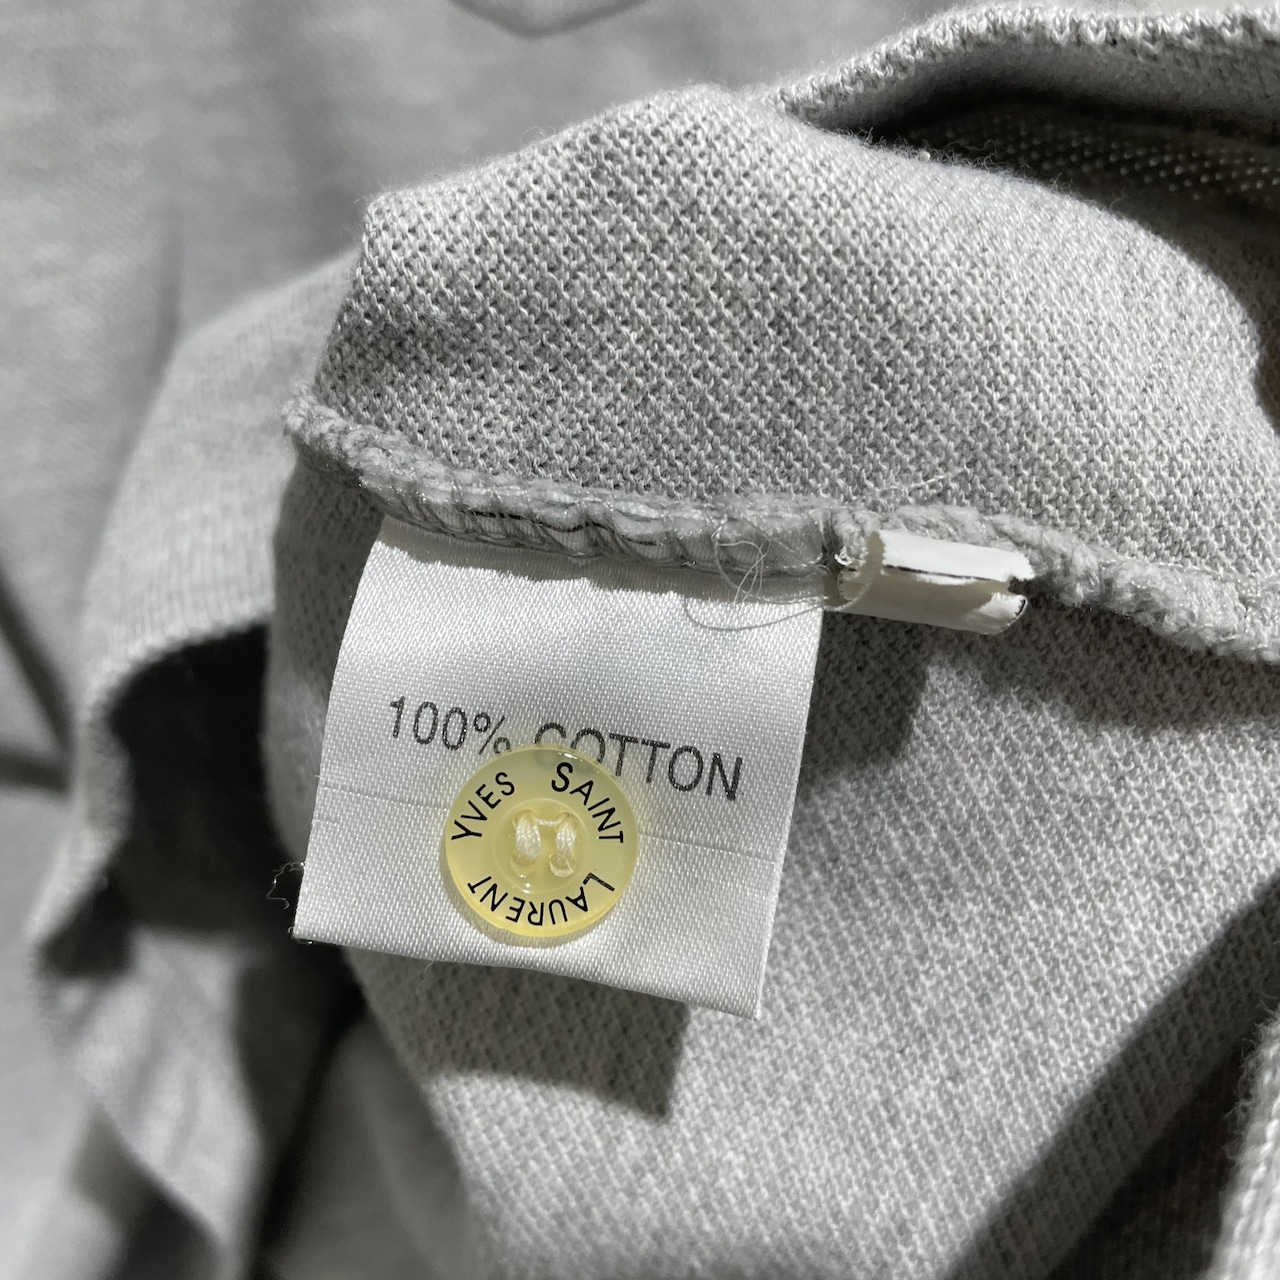 100% COTTON
YVES SAINT
LAURENT